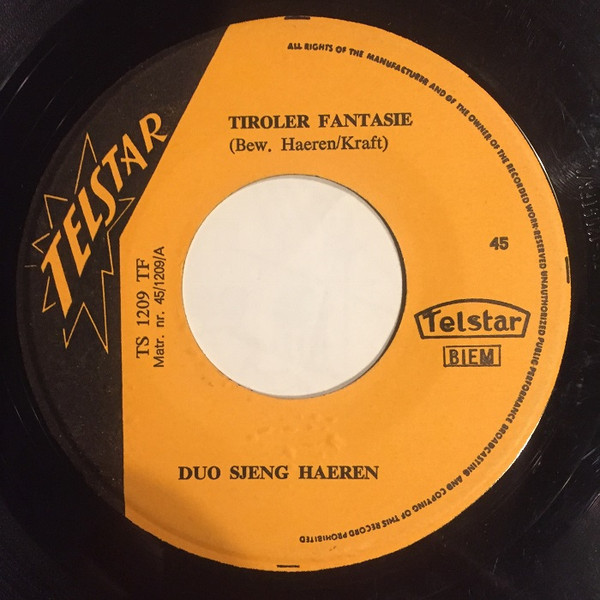 ALL RIGHTS OF THE MANUFACTURER AND OF THE OWNER OF THE RECORDED WORK RESERVED UNAUTHORIZED PUBLIC PERFORMANCE BROADCASTING AND COPYING OF THIS RECORD PROHIBITED
TELSTAR
TIROLER FANTASIE
(Bew. Haeren/Kraft)
45
TS 1209 TF
Matr. nr. 45/1209/A
Telstar
BIEM
DUO SJENG HAEREN